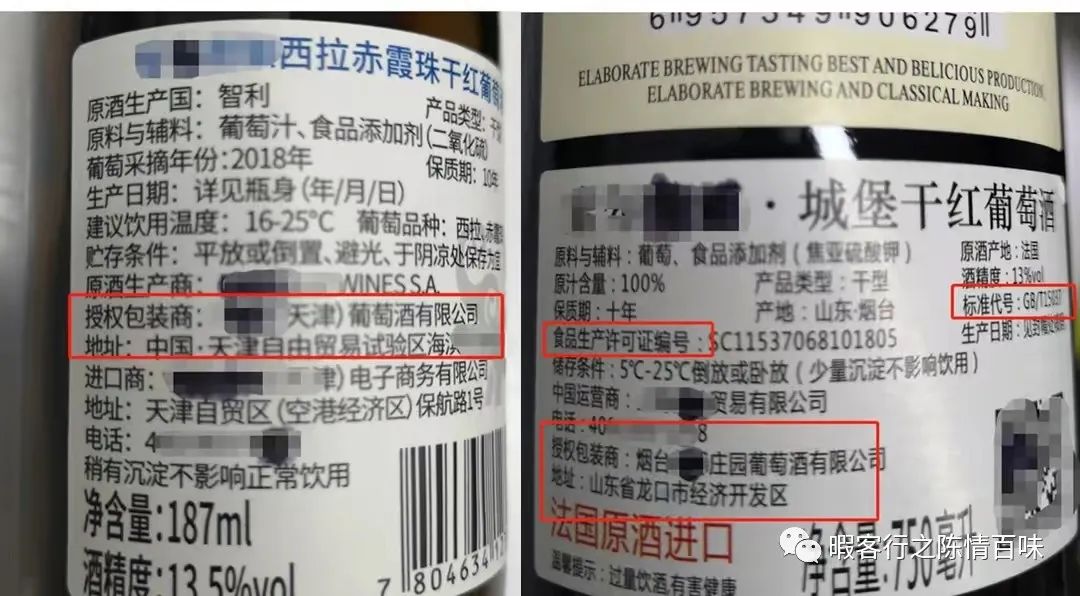 西拉赤霞珠干红葡萄
原酒生产国：智利
产品类型：干
原料与辅料：葡萄汁、食品添加剂(二氧化硫)
葡萄采摘年份：2018年
保质期：10年
生产日期：详见瓶身(年/月/日)
建议饮用温度：16-25℃ 葡萄品种：西拉、赤霞
贮存条件：平放或倒置、避光、于阴凉处保存
原酒生产商：
WINES S.A.
授权包装商：
天津)葡萄酒有限公司
地址：中国·天津自由贸易试验区海滨
进口商：
津)电子商务有限公司
地址：天津自贸区(空港经济区)保航路1号
电话：4
稍有沉淀不影响正常饮用
净含量：187ml
酒精度：13.5%vol
7 804634
6 957349 906279
ELABORATE BREWING TASTING BEST AND BELICIOUS PRODUCTION,
ELABORATE BREWING AND CLASSICAL MAKING
·城堡干红葡萄酒
原料与辅料：葡萄、食品添加剂(焦亚硫酸钾)
原酒产地：法国
原汁含量：100% 产品类型：干型
酒精度：13%vol
保质期：十年 产地：山东·烟台
标准代号：GB/T15037
食品生产许可证编号：SC11537068101805
生产日期：见封帽或瓶
储存条件：5℃-25℃倒放或卧放(少量沉淀不影响饮用)
中国运营商：
贸易有限公司
电话：40
8
授权包装商：烟台
庄园葡萄酒有限公司
地址：山东省龙口市经济开发区
法国原酒进口
净含量：750毫升
温馨提示：过量饮酒，有害健康
暇客行之陈情百味